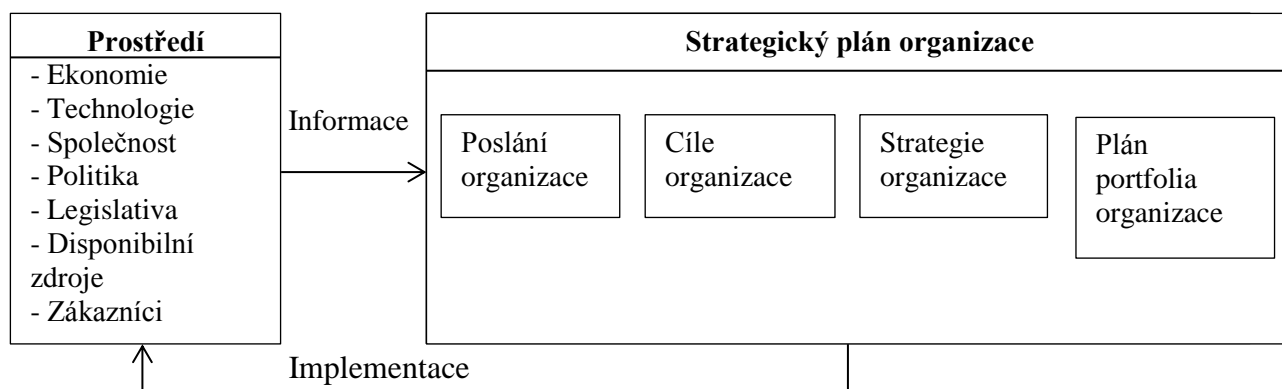 Prostředí
- Ekonomie
- Technologie
- Společnost
- Politika
- Legislativa
- Disponibilní
zdroje
- Zákazníci
Informace
Strategický plán organizace
Poslání
organizace
Cíle
organizace
Strategie
organizace
Plán
portfolia
organizace
Implementace